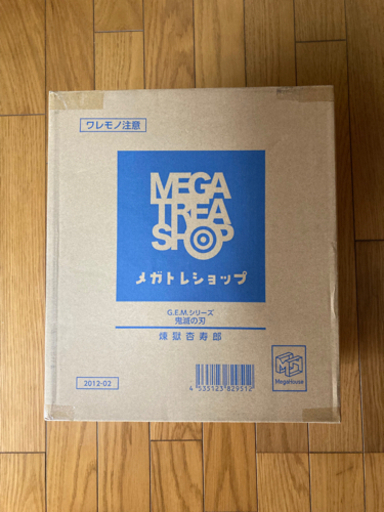 ワレモノ注意
MEGA
TREA
SHOP
メガトレショップ
G.E.M.シリーズ
鬼滅の刃
煉獄杏寿郎
2012-02
4 535123 829512
MegaHouse